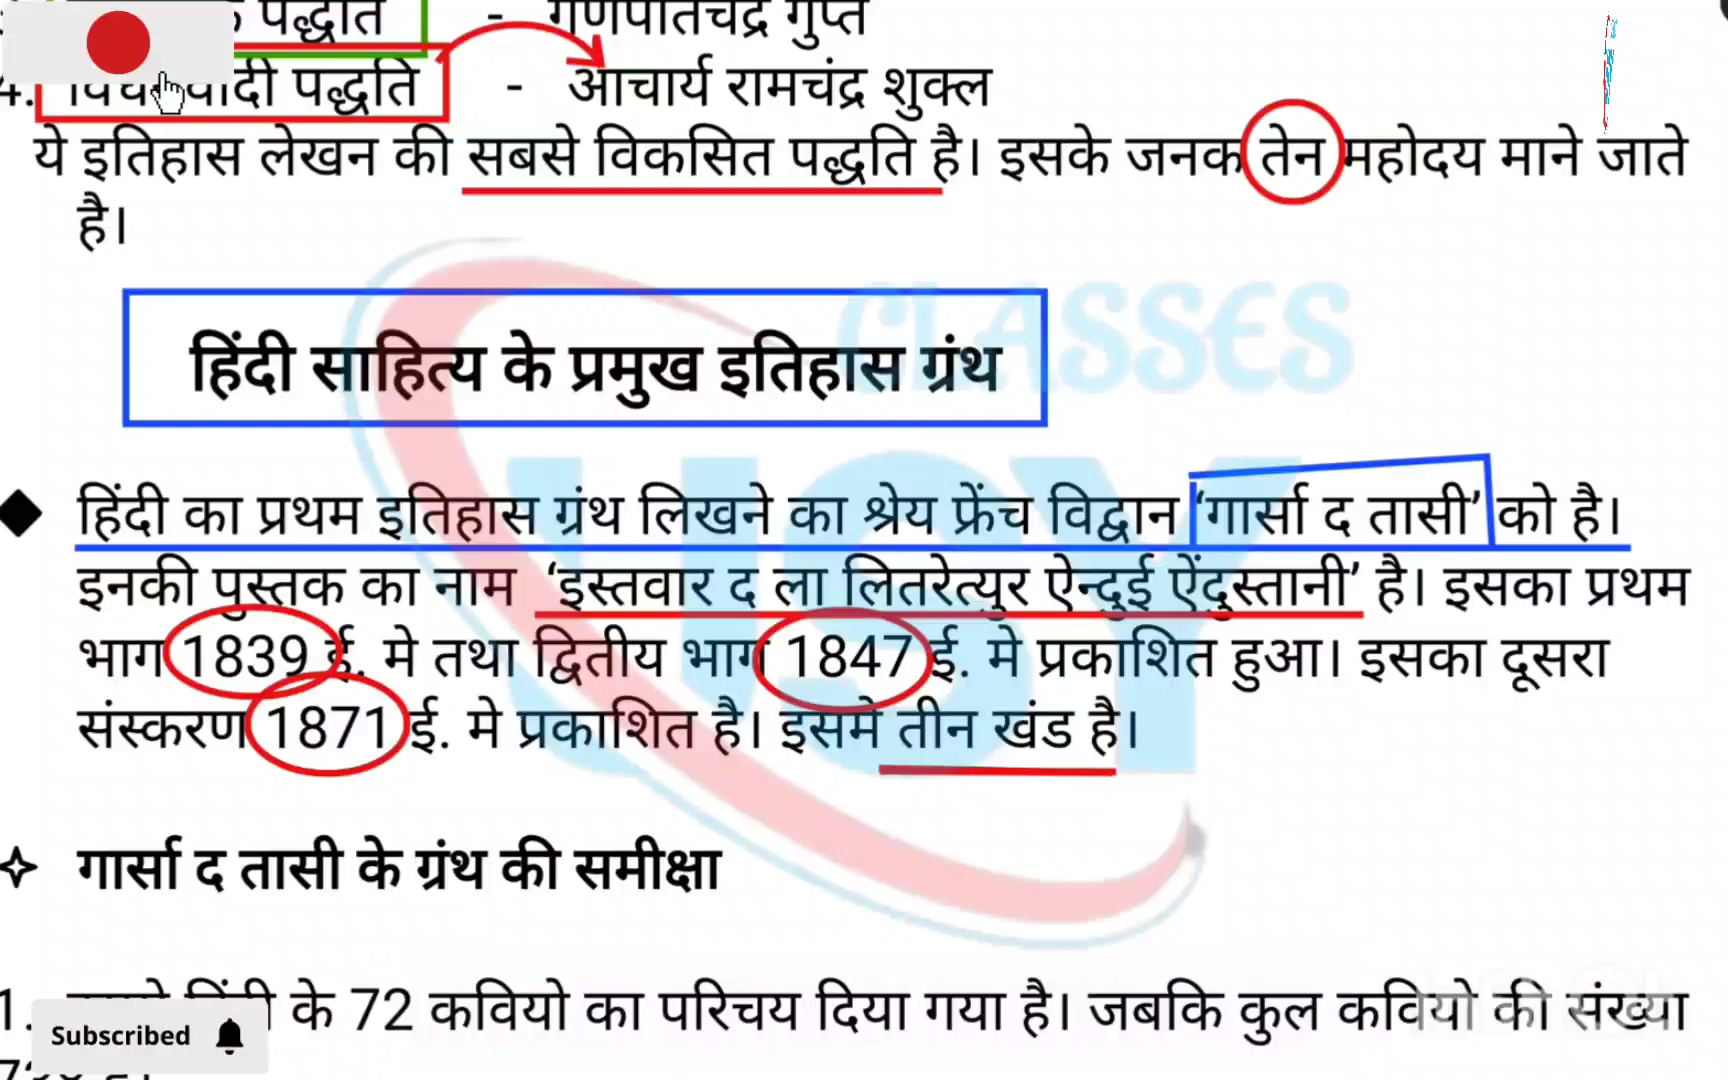 पद्धति - गणपतिचंद्र गुप्त
4. पद्धति - आचार्य रामचंद्र शुक्ल
ये इतिहास लेखन की सबसे विकसित पद्धति है। इसके जनक तेन महोदय माने जाते
है।
CLASSES
हिंदी साहित्य के प्रमुख इतिहास ग्रंथ
हिंदी का प्रथम इतिहास ग्रंथ लिखने का श्रेय फ्रेंच विद्वान ‘गार्सा द तासी’ को है।
इनकी पुस्तक का नाम ‘इस्तवार द ला लितरेत्युर ऐन्दुई ऐंदुस्तानी’ है। इसका प्रथम
भाग 1839 ई. मे तथा द्वितीय भाग 1847 ई. मे प्रकाशित हुआ। इसका दूसरा
संस्करण 1871 ई. मे प्रकाशित है। इसमे तीन खंड है।
गार्सा द तासी के ग्रंथ की समीक्षा
1. के 72 कवियो का परिचय दिया गया है। जबकि कुल कवियो की संख्या
Subscribed